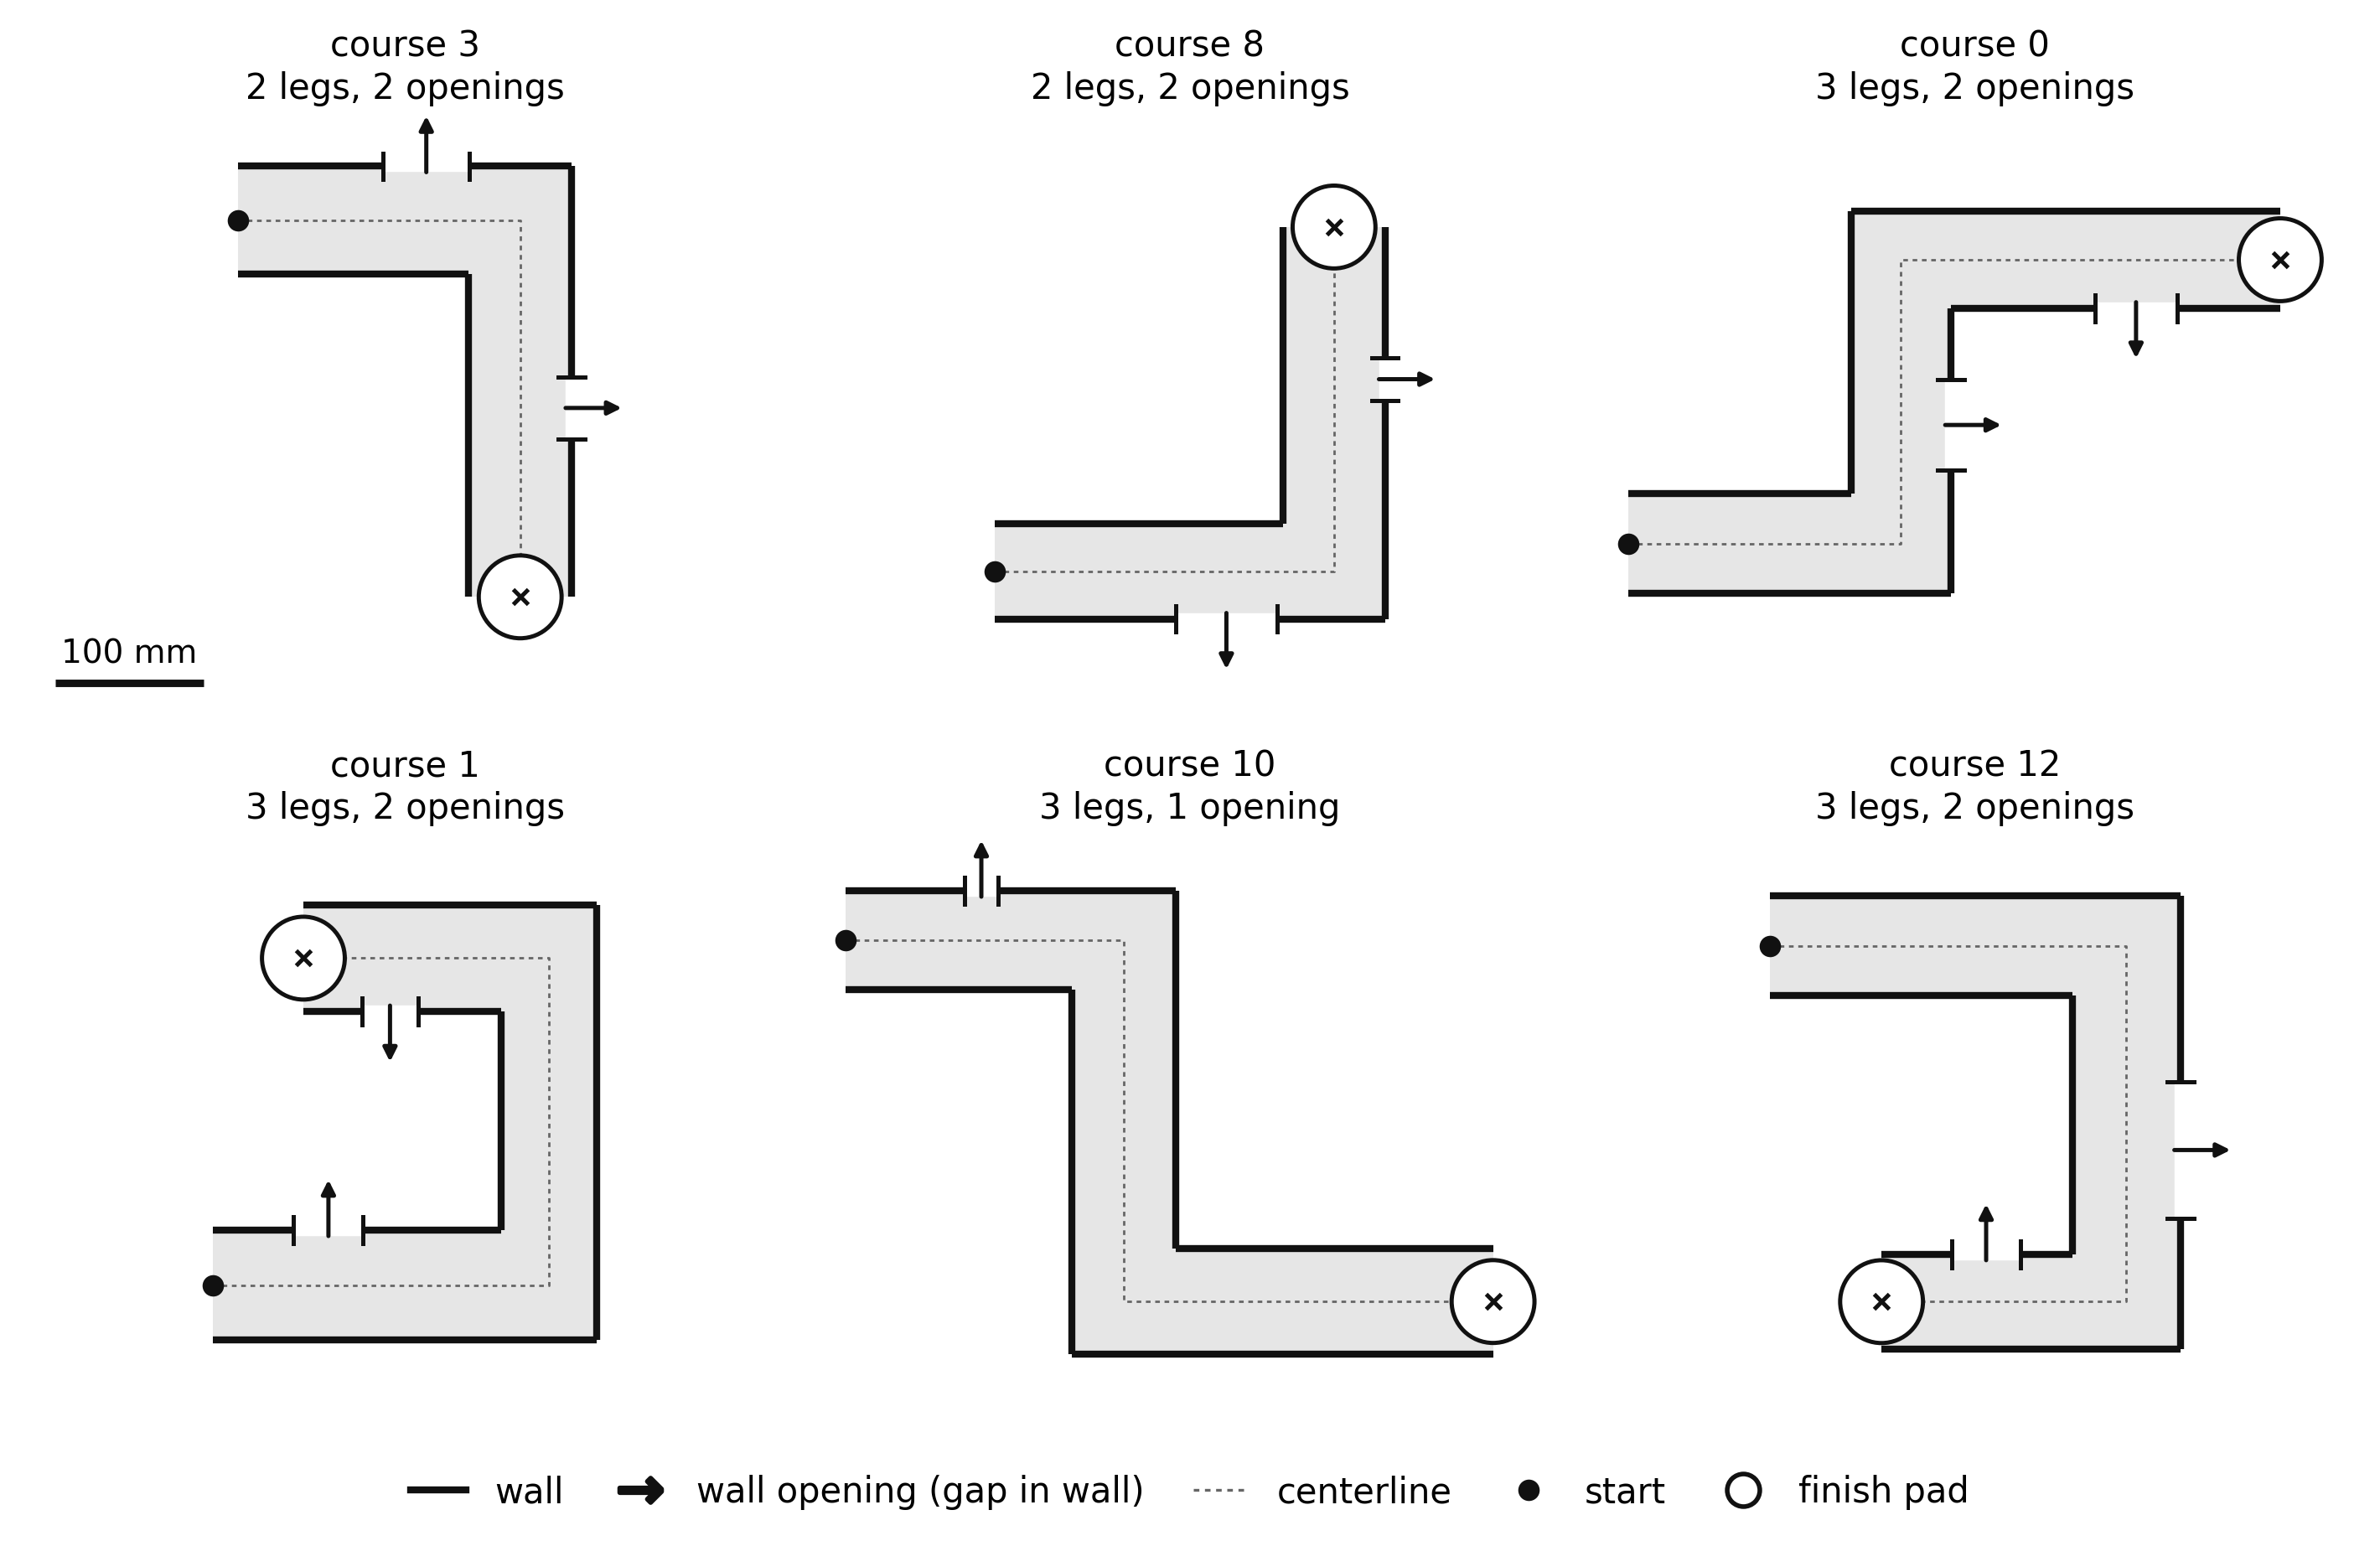 course 3
2 legs, 2 openings
course 8
2 legs, 2 openings
course 0
3 legs, 2 openings
100 mm
course 1
3 legs, 2 openings
course 10
3 legs, 1 opening
course 12
3 legs, 2 openings
wall
wall opening (gap in wall)
centerline
start
finish pad